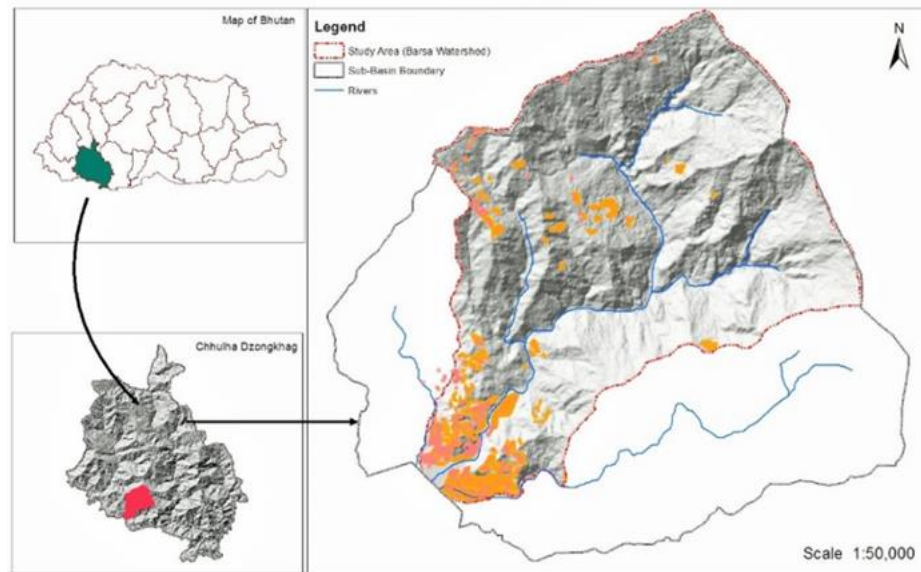 Map of Bhutan
Chhulha Dzongkhag
Legend
Study Area (Barsa Watershed)
Sub-Basin Boundary
Rivers
N
Scale 1:50,000